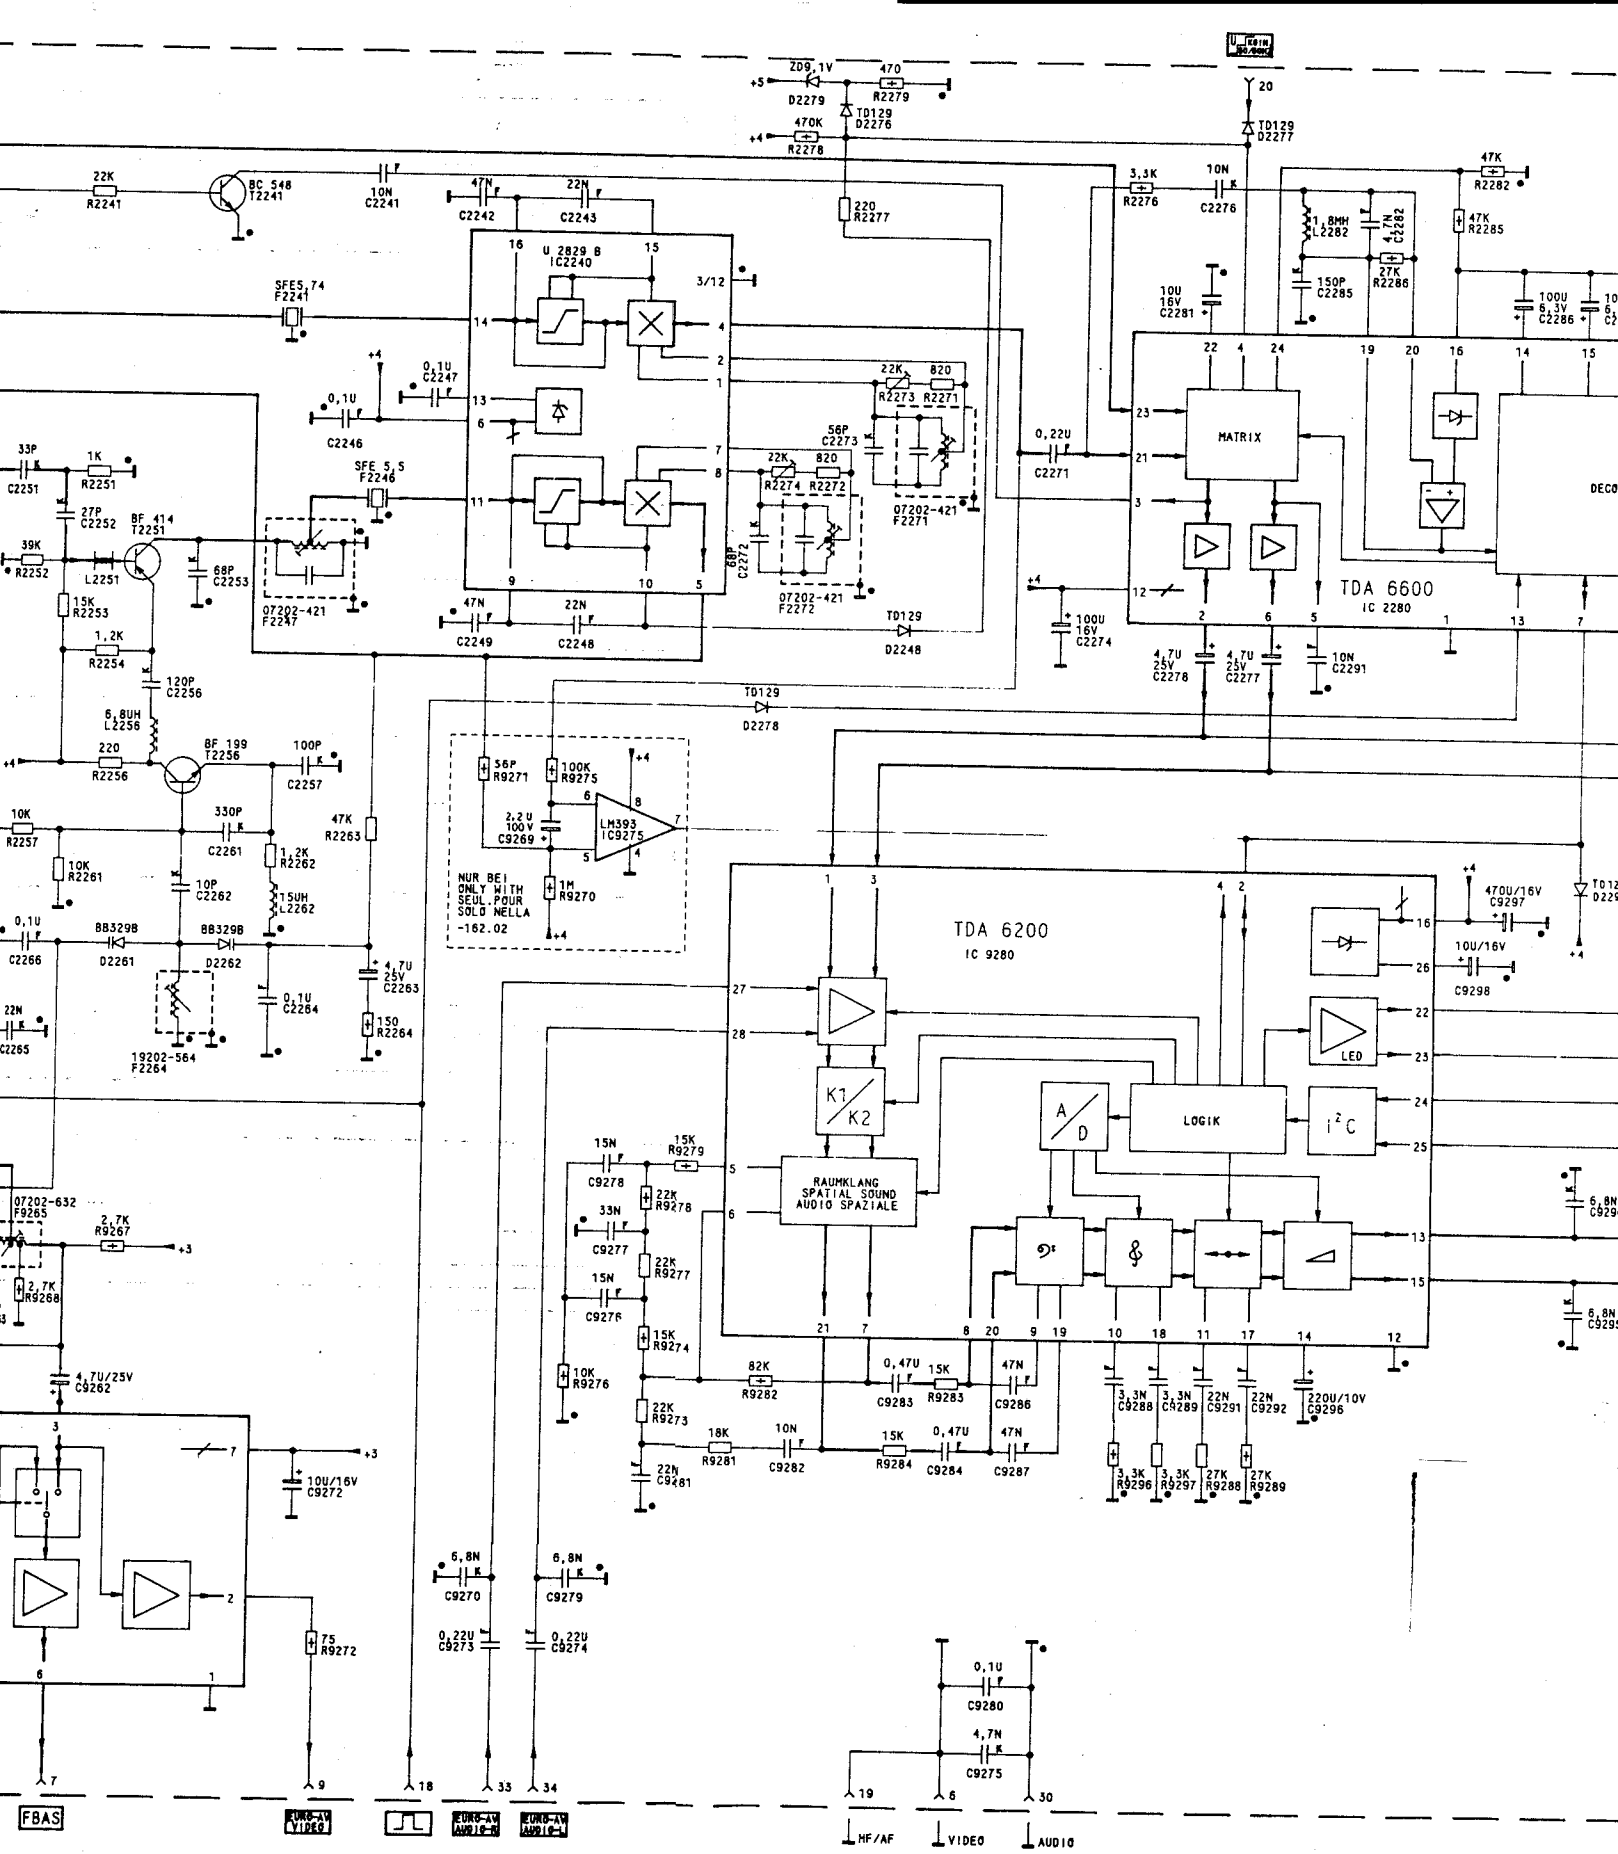 U KOIN
20
ZD9,1V
470
+5
D2279
R2279
TD129
D2276
470K
+4
R2278
TD129
D2277
22K
R2241
BC 548
T2241
10N
C2241
47N
C2242
22N
C2243
220
R2277
3,3K
R2276
10N
C2276
1,8MH
L2282
4,7N
C2282
47K
R2282
47K
R2285
27K
R2286
150P
C2285
10U
16V
C2281
100U
6,3V
C2286
16
U 2829 B
IC2240
15
3/12
SFE5,74
F2241
14
4
2
1
+4
0,1U
C2247
13
6
0,1U
C2246
7
8
22K
R2273
820
R2271
56P
C2273
07202-421
F2271
22K
R2274
820
R2272
68P
C2272
07202-421
F2272
SFE 5,5
F2246
11
9
10
5
0,22U
C2271
22
4
24
19
20
16
14
15
23
21
3
MATRIX
DECO
TDA 6600
IC 2280
+4
12
2
6
5
1
13
7
100U
16V
C2274
4,7U
25V
C2278
4,7U
25V
C2277
10N
C2291
33P
C2251
1K
R2251
27P
C2252
BF 414
T2251
39K
R2252
L2251
68P
C2253
07202-421
F2247
15K
R2253
1,2K
R2254
120P
C2256
6,8UH
L2256
47N
C2249
22N
C2248
TD129
D2248
TD129
D2278
+4
220
R2256
BF 199
T2256
100P
C2257
10K
R2257
330P
C2261
10K
R2261
1,2K
R2262
47K
R2263
10P
C2262
15UH
L2262
0,1U
C2266
BB329B
D2261
BB329B
D2262
4,7U
25V
C2263
0,1U
C2264
150
R2264
22N
C2265
19202-564
F2264
56P
R9271
100K
R9275
+4
6
8
LM393
IC9275
7
2,2U
100V
C9269
5
4
1M
R9270
+4
NUR BEI
ONLY WITH
SEUL.POUR
SOLO NELLA
-162.02
1
3
4
2
TDA 6200
IC 9280
16
26
+4
470U/16V
C9297
10U/16V
C9298
+4
27
28
22
23
24
25
LED
K1
K2
A
D
LOGIK
I²C
RAUMKLANG
SPATIAL SOUND
AUDIO SPAZIALE
5
6
13
15
21
7
8
20
9
19
10
18
11
17
14
12
15N
C9278
15K
R9279
22K
R9278
33N
C9277
22K
R9277
15N
C9276
15K
R9274
10K
R9276
22K
R9273
22N
C9281
82K
R9282
18K
R9281
10N
C9282
0,47U
C9283
15K
R9283
47N
C9286
15K
R9284
0,47U
C9284
47N
C9287
3,3N
C9288
3,3N
C9289
22N
C9291
22N
C9292
220U/10V
C9296
3,3K
R9296
3,3K
R9297
27K
R9288
27K
R9289
6,8N
6,8N
C9295
07202-632
F9265
2,7K
R9267
+3
2,7K
R9268
4,7U/25V
C9262
3
7
+3
10U/16V
C9272
2
75
R9272
6
1
6,8N
C9270
6,8N
C9279
0,22U
C9273
0,22U
C9274
0,1U
C9280
4,7N
C9275
7
9
18
33
34
19
6
30
FBAS
EURO-AV
VIDEO
EURO-AV
AUDIO-R
EURO-AV
AUDIO-L
NF/AF
VIDEO
AUDIO